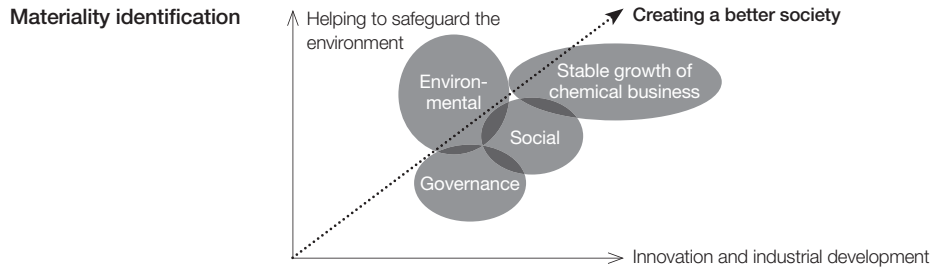 Materiality identification
Helping to safeguard the
environment
Creating a better society
Environ-
mental
Stable growth of
chemical business
Social
Governance
Innovation and industrial development